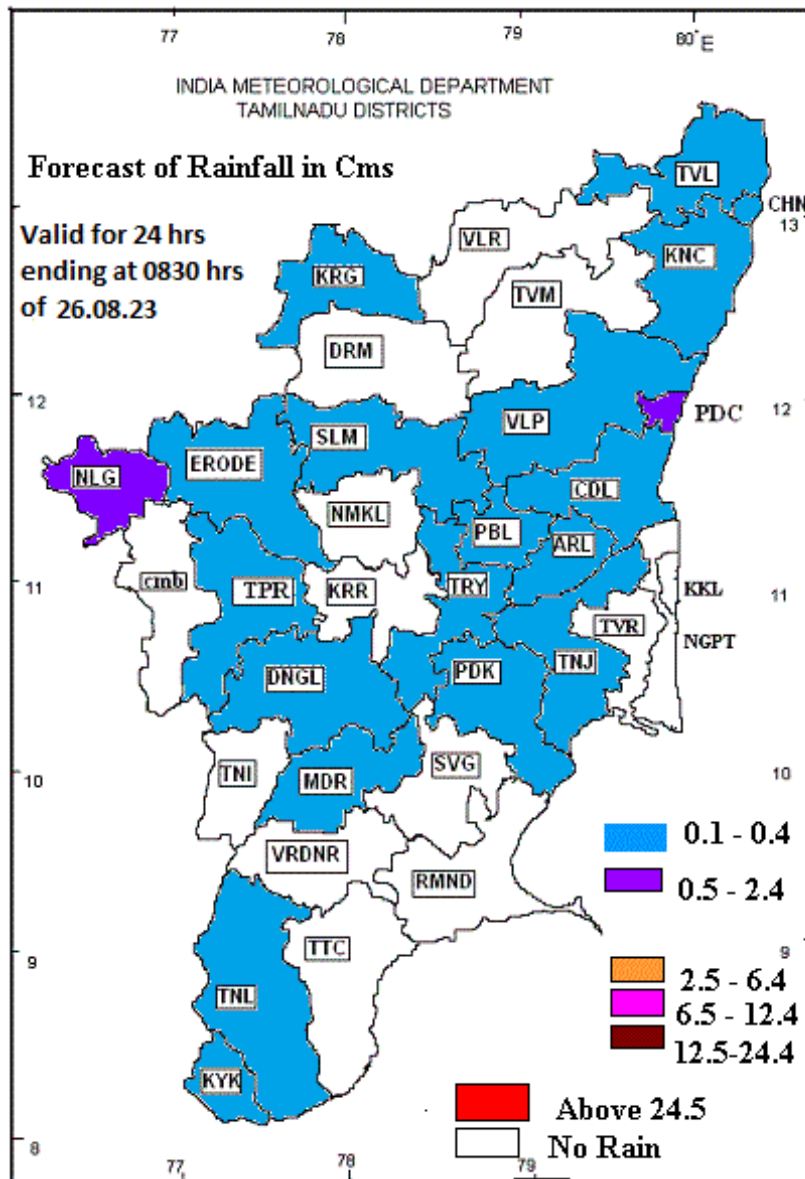 77 78 79 80°E
INDIA METEOROLOGICAL DEPARTMENT
TAMILNADU DISTRICTS
Forecast of Rainfall in Cms
TVL
CHN
13
Valid for 24 hrs
ending at 0830 hrs
of 26.08.23
VLR
KNC
KRG
TVM
DRM
12
12
PDC
SLM
VLP
ERODE
NLG
CDL
NMKL
PBL
ARL
11
cmb
TPR
KRR
TRY
KKL
11
TVR
NGPT
DNGL
PDK
TNJ
10
TNI
MDR
SVG
10
0.1 - 0.4
VRDNR
RMND
0.5 - 2.4
9
TTC
9
TNL
2.5 - 6.4
6.5 - 12.4
12.5-24.4
KYK
Above 24.5
8
No Rain
77 78 79